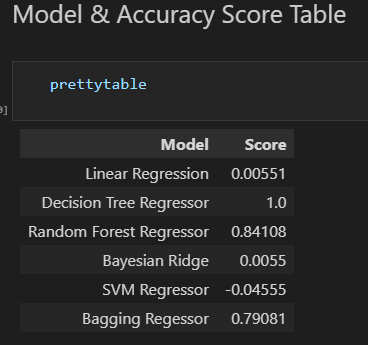 Model & Accuracy Score Table
prettytable
Model Score
Linear Regression 0.00551
Decision Tree Regressor 1.0
Random Forest Regressor 0.84108
Bayesian Ridge 0.0055
SVM Regressor -0.04555
Bagging Regessor 0.79081